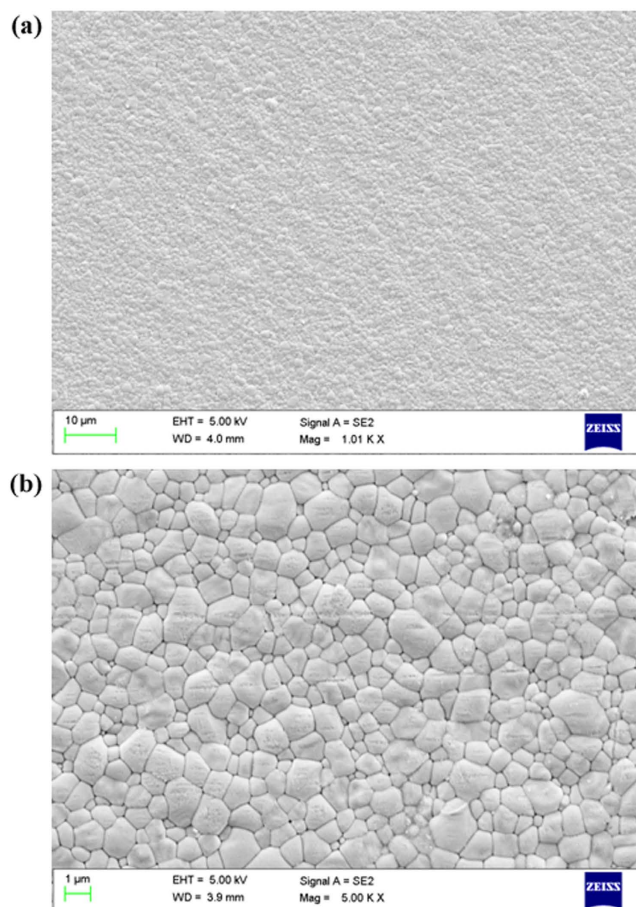 (a)
10 µm
EHT = 5.00 kV
Signal A = SE2
WD = 4.0 mm
Mag = 1.01 K X
ZEISS
(b)
1 µm
EHT = 5.00 kV
Signal A = SE2
WD = 3.9 mm
Mag = 5.00 K X
ZEISS